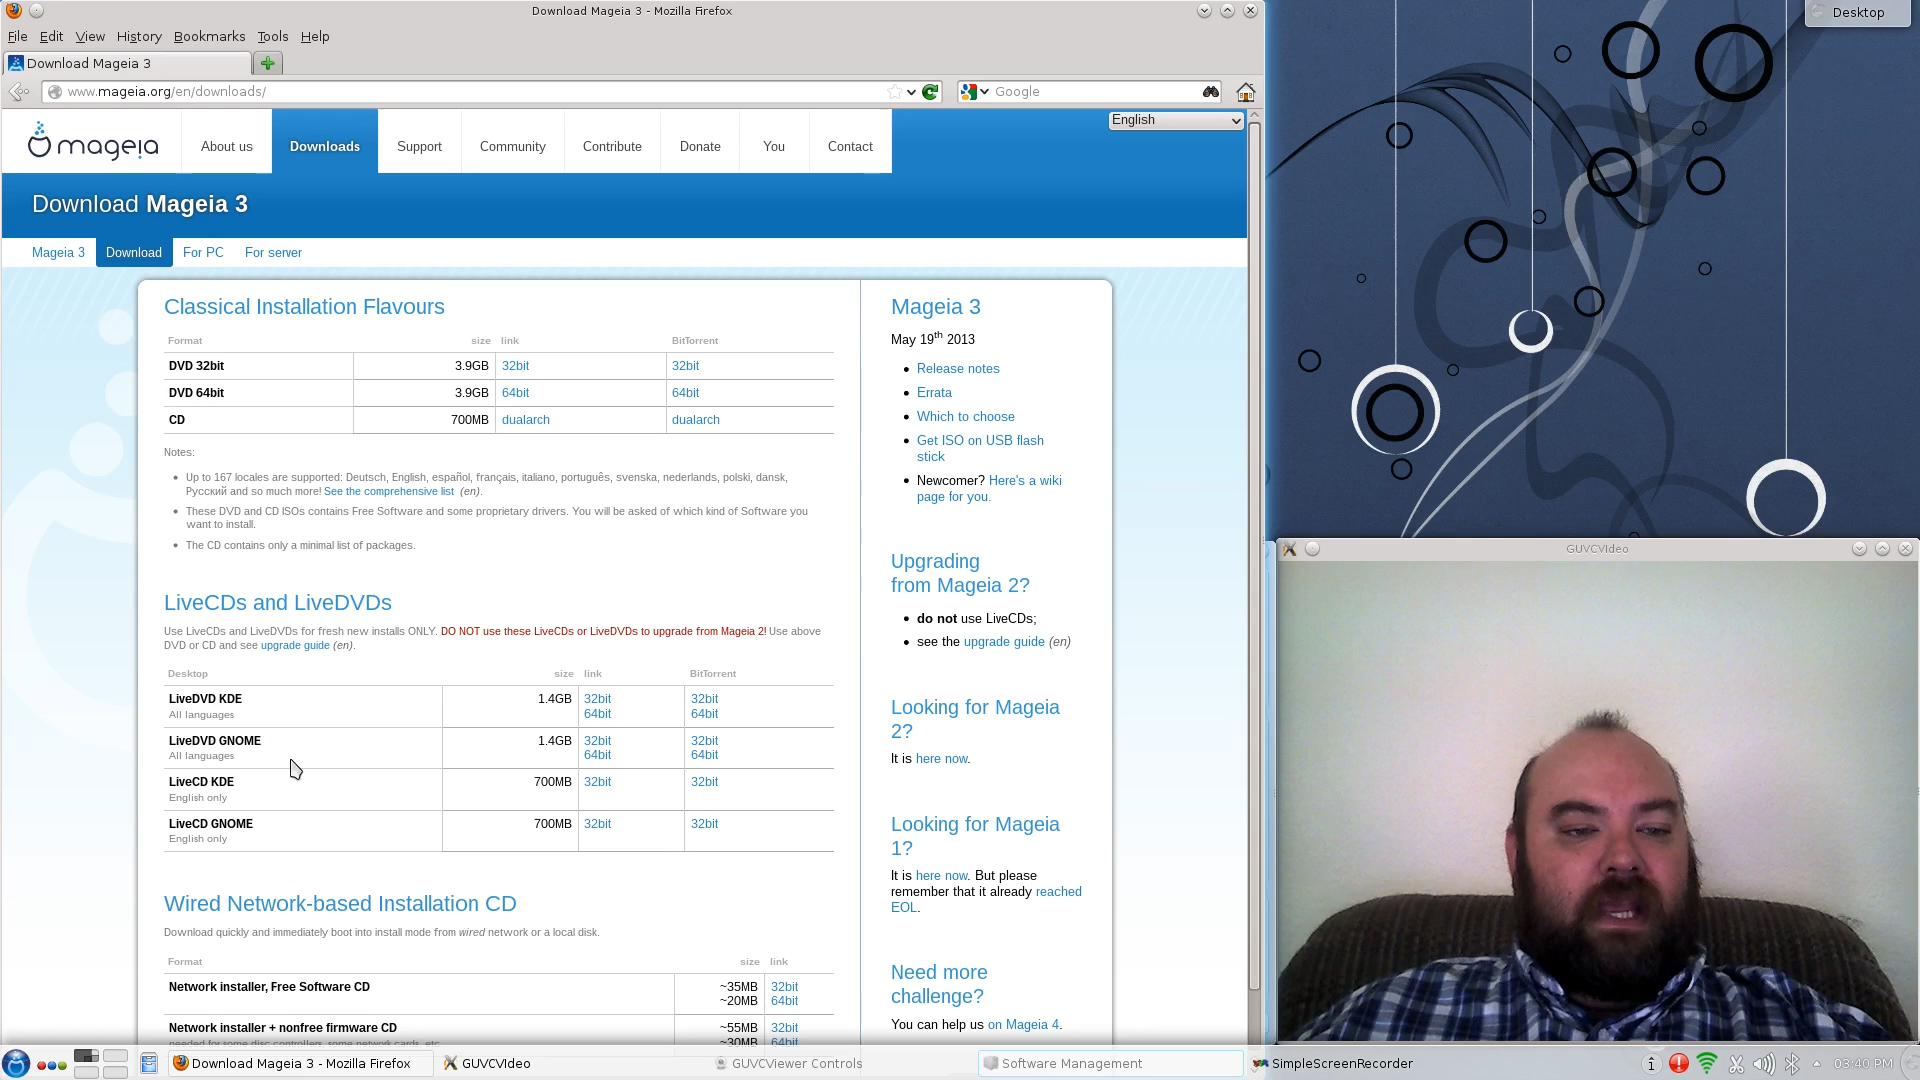 Download Mageia 3 - Mozilla Firefox
Desktop
File Edit View History Bookmarks Tools Help
Download Mageia 3
www.mageia.org/en/downloads/
Google
mageia
About us Downloads Support Community Contribute Donate You Contact
English
Download Mageia 3
Mageia 3 Download For PC For server
Classical Installation Flavours
Format size link BitTorrent
DVD 32bit 3.9GB 32bit 32bit
DVD 64bit 3.9GB 64bit 64bit
CD 700MB dualarch dualarch
Notes:
Up to 167 locales are supported: Deutsch, English, español, français, italiano, português, svenska, nederlands, polski, dansk,
Русский and so much more! See the comprehensive list (en).
These DVD and CD ISOs contains Free Software and some proprietary drivers. You will be asked of which kind of Software you
want to install.
The CD contains only a minimal list of packages.
LiveCDs and LiveDVDs
Use LiveCDs and LiveDVDs for fresh new installs ONLY. DO NOT use these LiveCDs or LiveDVDs to upgrade from Mageia 2! Use above
DVD or CD and see upgrade guide (en).
Desktop size link BitTorrent
LiveDVD KDE 1.4GB 32bit 32bit
All languages 64bit 64bit
LiveDVD GNOME 1.4GB 32bit 32bit
All languages 64bit 64bit
LiveCD KDE 700MB 32bit 32bit
English only
LiveCD GNOME 700MB 32bit 32bit
English only
Wired Network-based Installation CD
Download quickly and immediately boot into install mode from wired network or a local disk.
Format size link
Network installer, Free Software CD ~35MB 32bit
~20MB 64bit
Network installer + nonfree firmware CD ~55MB 32bit
needed for some disc controllers, some network cards, etc ~30MB 64bit
Mageia 3
May 19th 2013
Release notes
Errata
Which to choose
Get ISO on USB flash
stick
Newcomer? Here's a wiki
page for you.
Upgrading
from Mageia 2?
do not use LiveCDs;
see the upgrade guide (en)
Looking for Mageia
2?
It is here now.
Looking for Mageia
1?
It is here now. But please
remember that it already reached
EOL.
Need more
challenge?
You can help us on Mageia 4.
GUVCVideo
Download Mageia 3 - Mozilla Firefox
GUVCVideo
GUVCViewer Controls
Software Management
SimpleScreenRecorder
03:40 PM